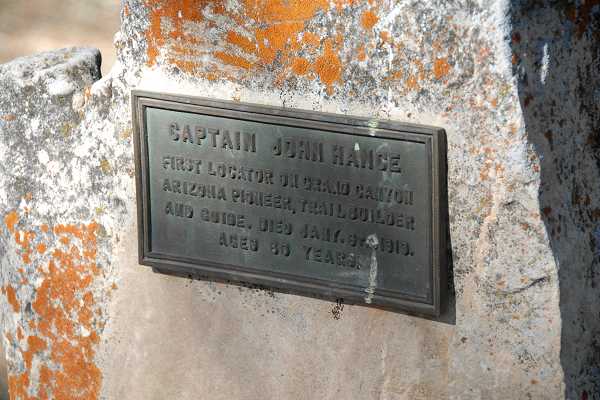 CAPTAIN JOHN HANCE
FIRST LOCATOR ON GRAND CANYON
ARIZONA PIONEER, TRAILBUILDER
AND GUIDE, DIED JANY. 1919.
AGED 80 YEARS.